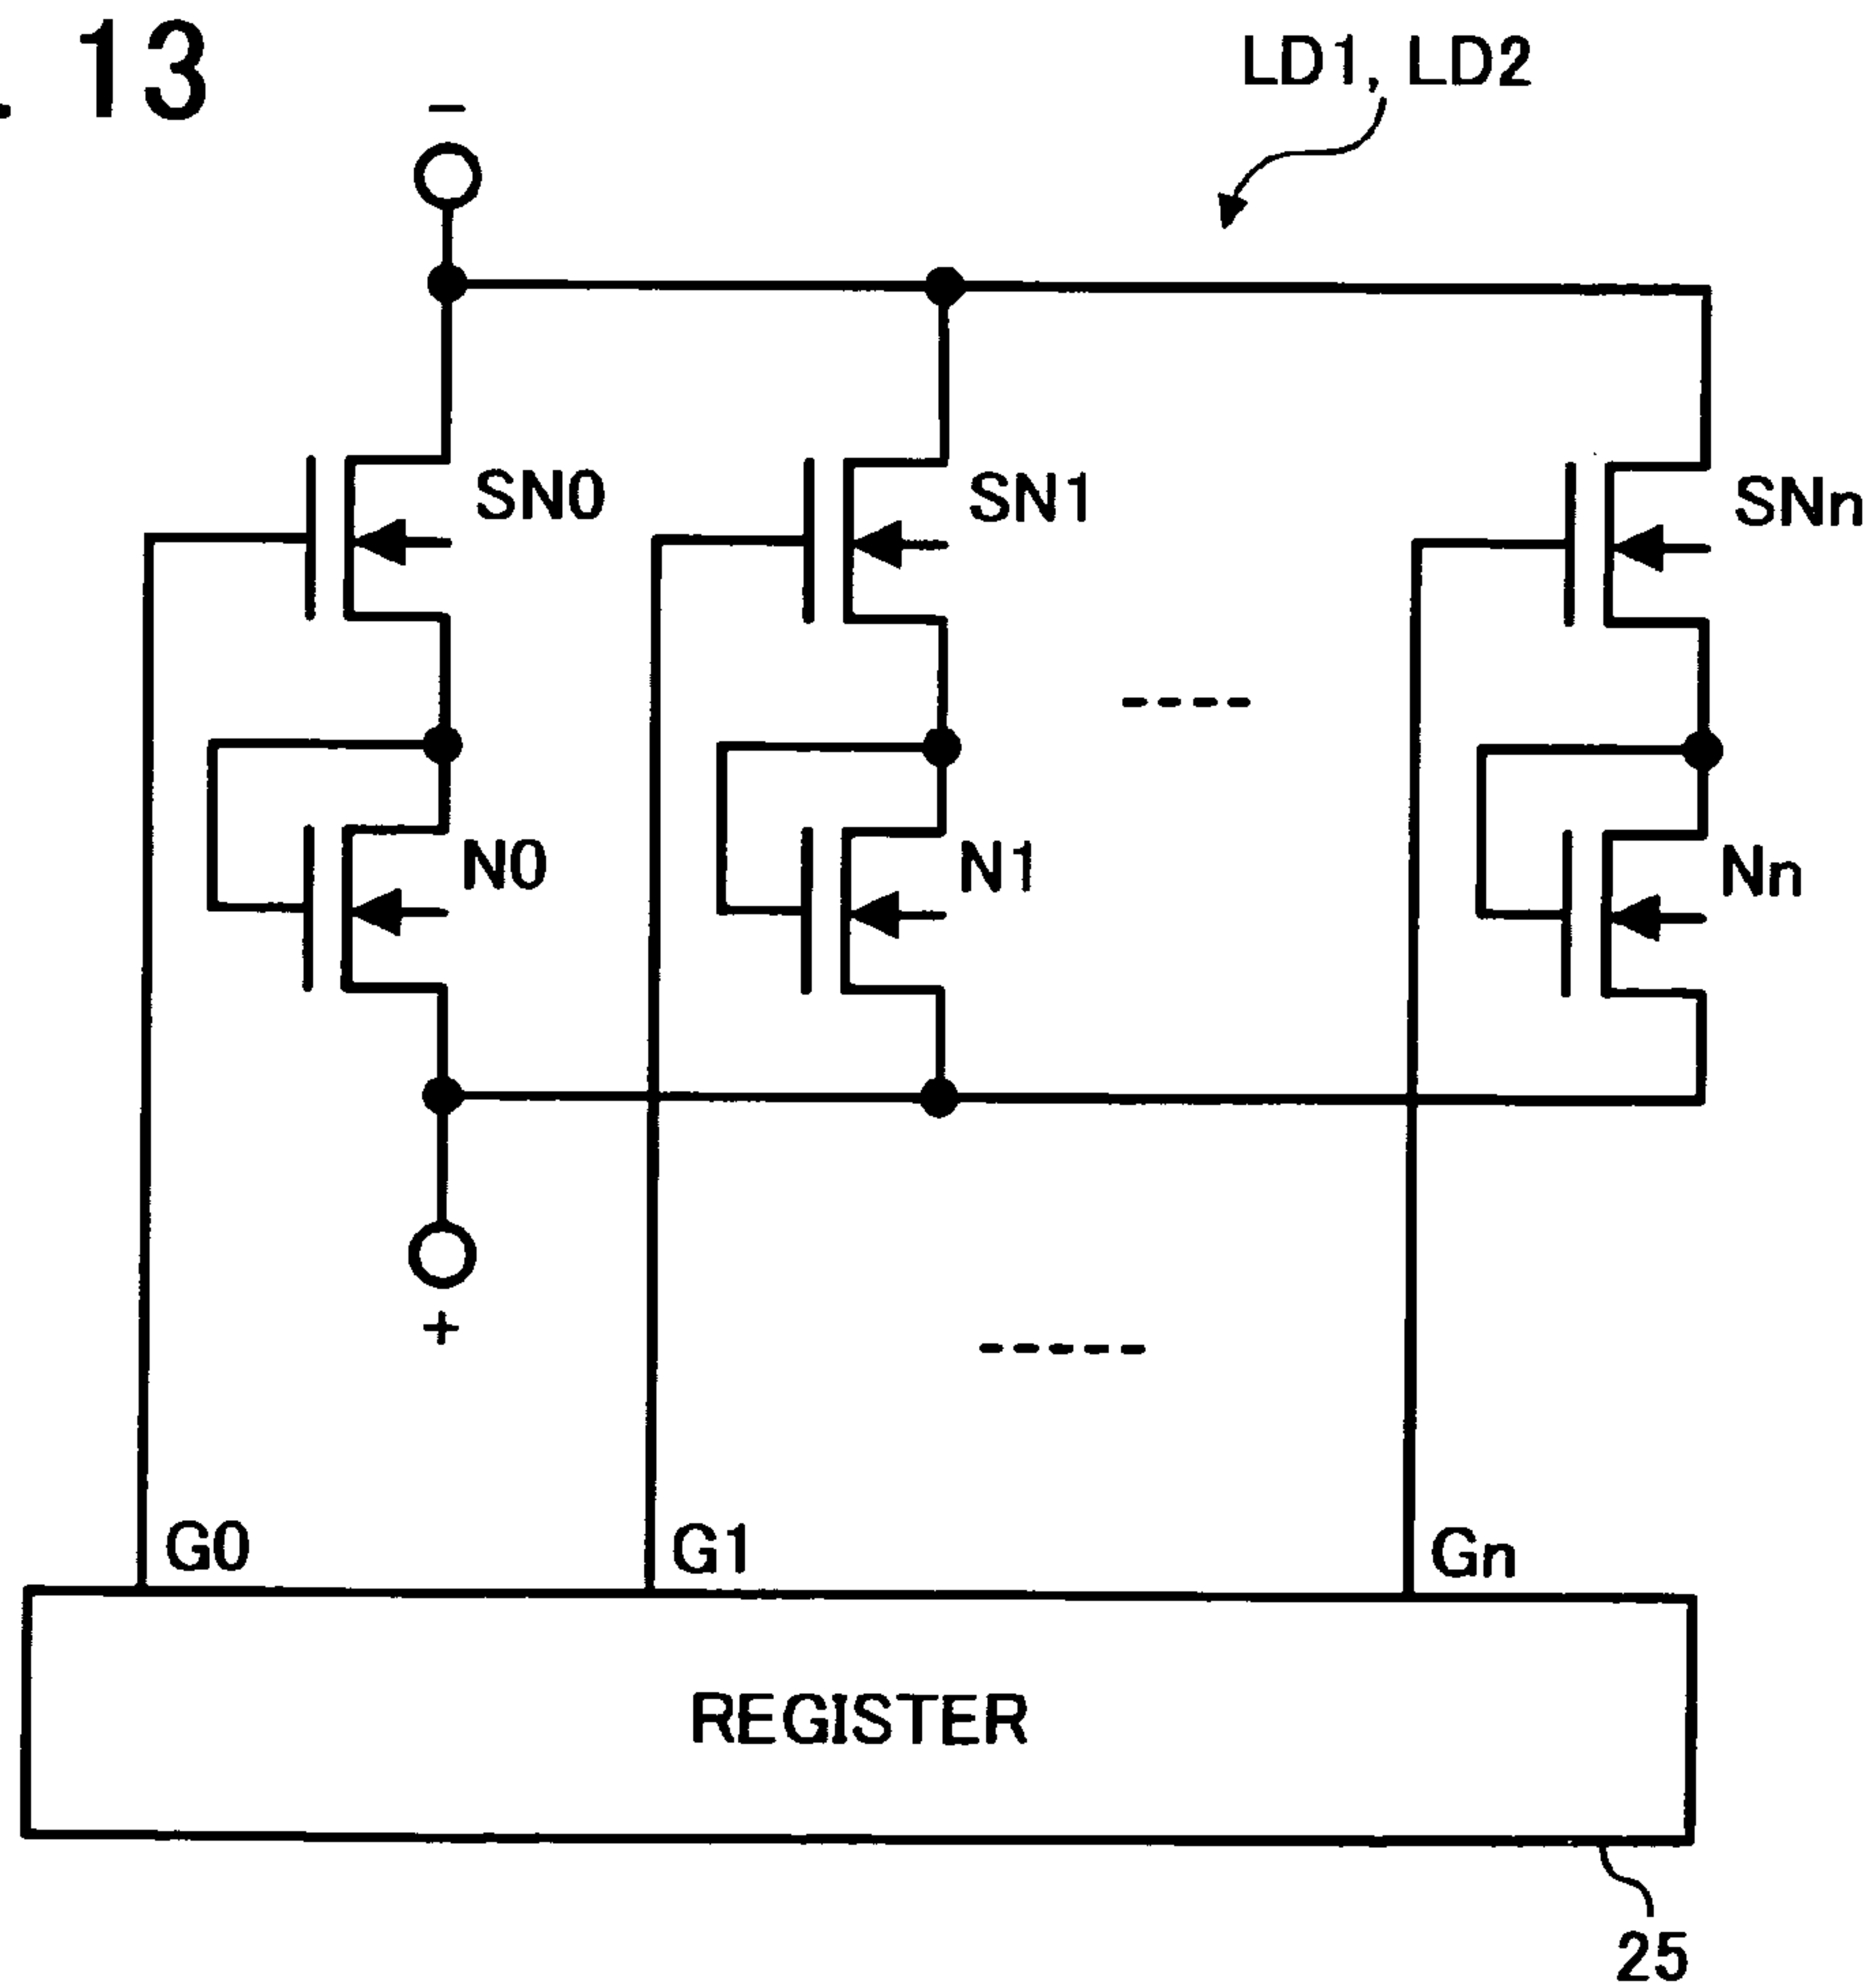 . 13
LD1, LD2
−
SN0
SN1
SNn
----
N0
N1
Nn
+
-----
G0
G1
Gn
REGISTER
25